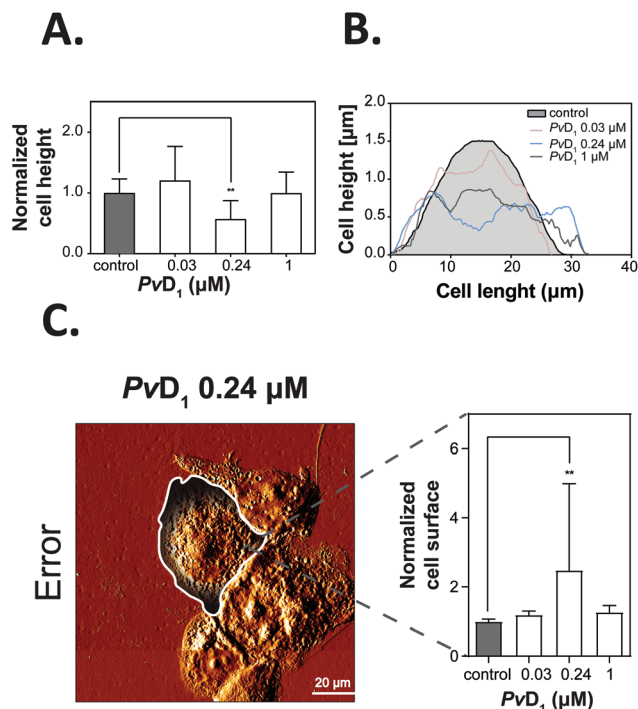 A.
Normalized
cell height
2.0
1.0
0.0
**
control
0.03
0.24
1
PvD1 (µM)
B.
Cell height [µm]
2.0
1.5
1.0
0.5
0.0
control
PvD1 0.03 µM
PvD1 0.24 µM
PvD1 1 µM
0
10
20
30
40
Cell lenght (µm)
C.
PvD1 0.24 µM
Error
20 µm
Normalized
cell surface
6
4
2
0
**
control
0.03
0.24
1
PvD1 (µM)